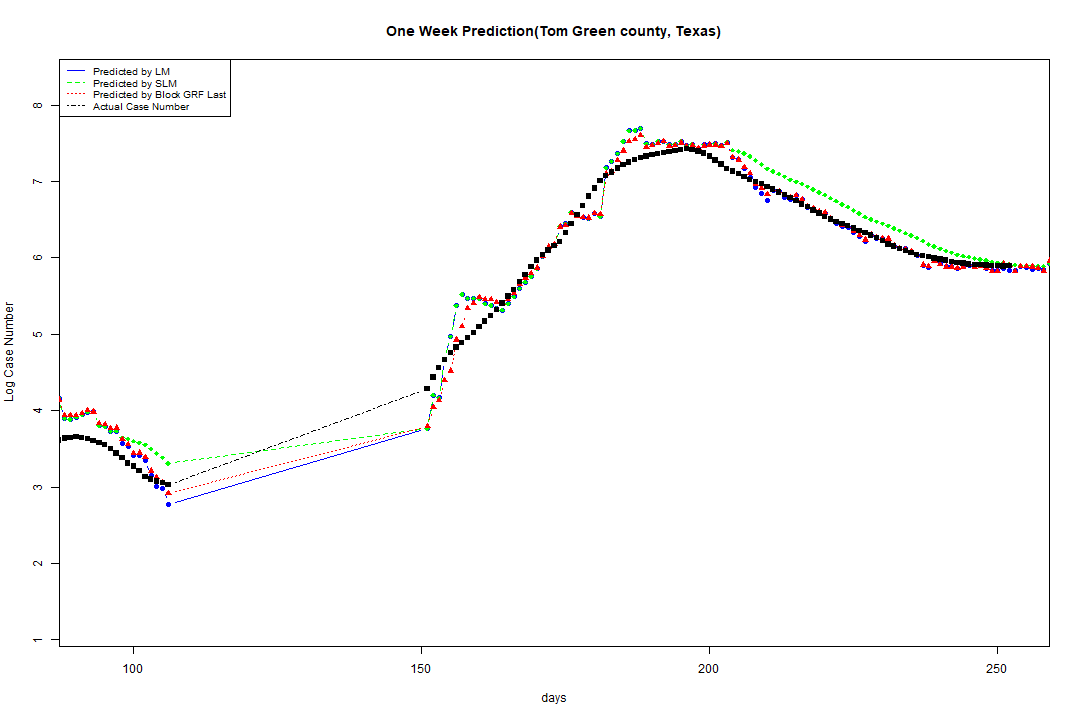 One Week Prediction(Tom Green county, Texas)
Predicted by LM
Predicted by SLM
Predicted by Block GRF Last
Actual Case Number
8
7
6
5
4
3
2
1
Log Case Number
100 150 200 250
days